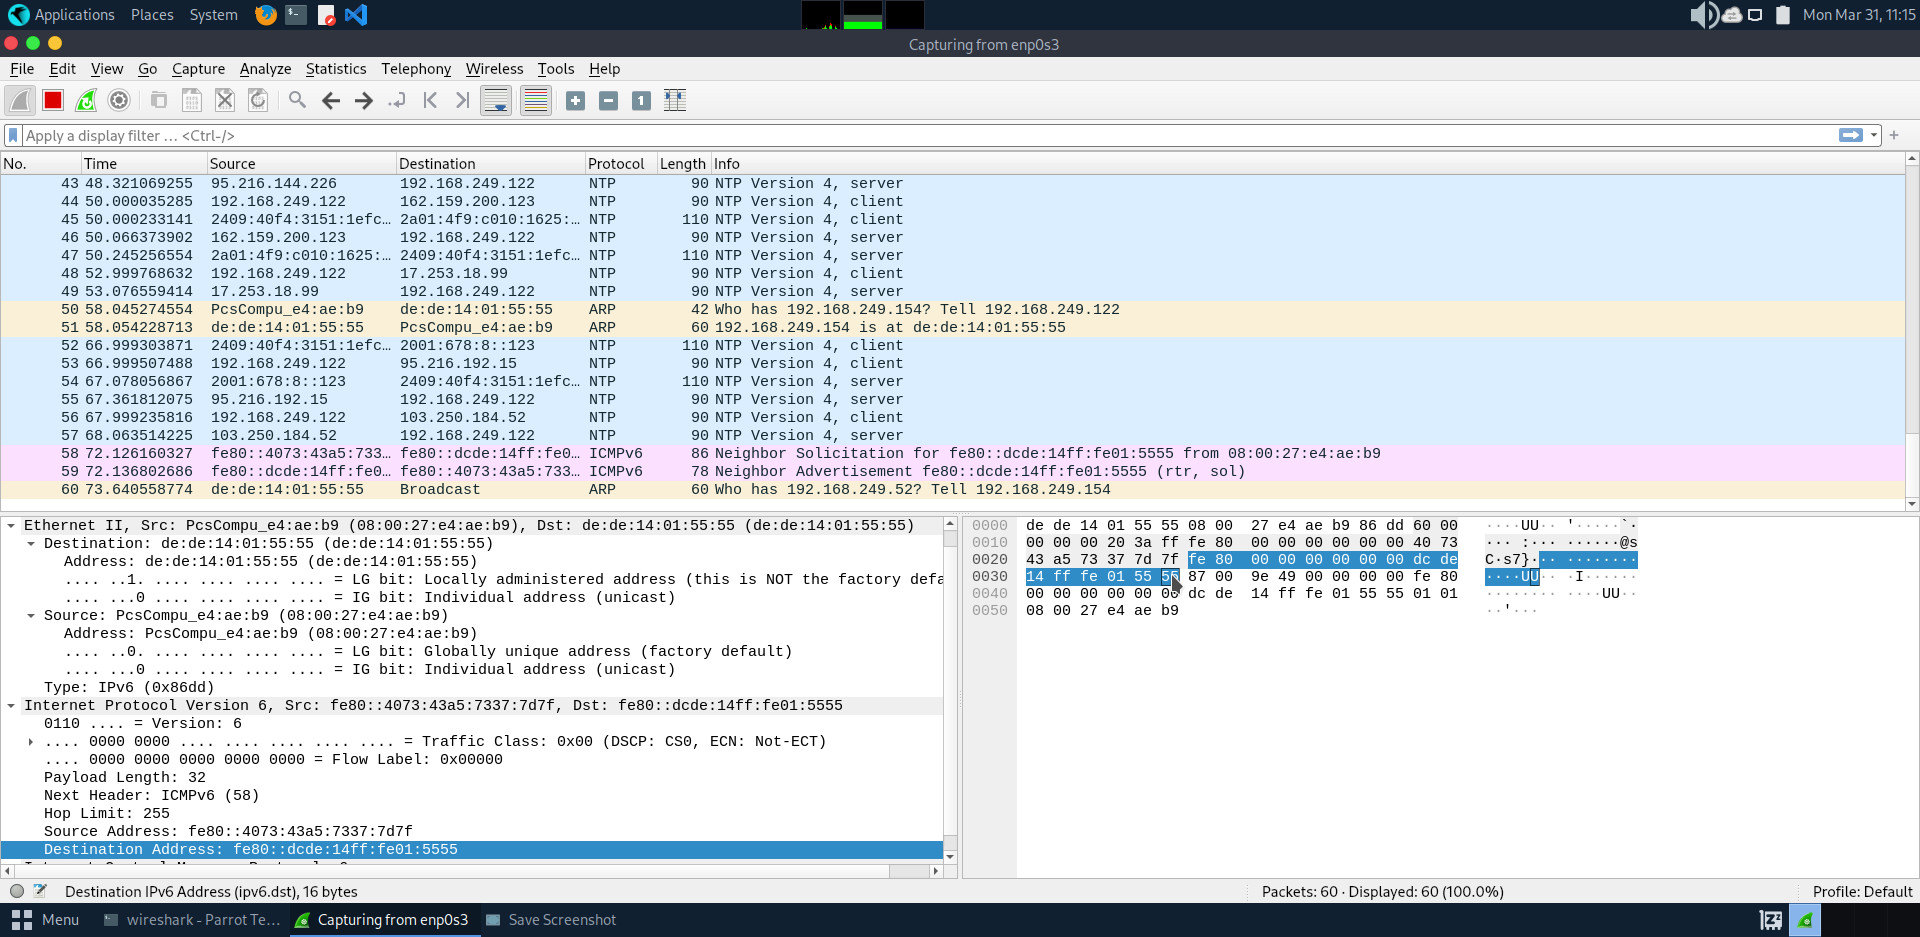 Applications Places System Mon Mar 31, 11:15
Capturing from enp0s3
File Edit View Go Capture Analyze Statistics Telephony Wireless Tools Help
Apply a display filter … <Ctrl-/>
No. Time Source Destination Protocol Length Info
43 48.321069255 95.216.144.226 192.168.249.122 NTP 90 NTP Version 4, server
44 50.000035285 192.168.249.122 162.159.200.123 NTP 90 NTP Version 4, client
45 50.000233141 2409:40f4:3151:1efc… 2a01:4f9:c010:1625:… NTP 110 NTP Version 4, client
46 50.066373902 162.159.200.123 192.168.249.122 NTP 90 NTP Version 4, server
47 50.245256554 2a01:4f9:c010:1625:… 2409:40f4:3151:1efc… NTP 110 NTP Version 4, server
48 52.999768632 192.168.249.122 17.253.18.99 NTP 90 NTP Version 4, client
49 53.076559414 17.253.18.99 192.168.249.122 NTP 90 NTP Version 4, server
50 58.045274554 PcsCompu_e4:ae:b9 de:de:14:01:55:55 ARP 42 Who has 192.168.249.154? Tell 192.168.249.122
51 58.054228713 de:de:14:01:55:55 PcsCompu_e4:ae:b9 ARP 60 192.168.249.154 is at de:de:14:01:55:55
52 66.999303871 2409:40f4:3151:1efc… 2001:678:8::123 NTP 110 NTP Version 4, client
53 66.999507488 192.168.249.122 95.216.192.15 NTP 90 NTP Version 4, client
54 67.078056867 2001:678:8::123 2409:40f4:3151:1efc… NTP 110 NTP Version 4, server
55 67.361812075 95.216.192.15 192.168.249.122 NTP 90 NTP Version 4, server
56 67.999235816 192.168.249.122 103.250.184.52 NTP 90 NTP Version 4, client
57 68.063514225 103.250.184.52 192.168.249.122 NTP 90 NTP Version 4, server
58 72.126160327 fe80::4073:43a5:733… fe80::dcde:14ff:fe0… ICMPv6 86 Neighbor Solicitation for fe80::dcde:14ff:fe01:5555 from 08:00:27:e4:ae:b9
59 72.136802686 fe80::dcde:14ff:fe0… fe80::4073:43a5:733… ICMPv6 78 Neighbor Advertisement fe80::dcde:14ff:fe01:5555 (rtr, sol)
60 73.640558774 de:de:14:01:55:55 Broadcast ARP 60 Who has 192.168.249.52? Tell 192.168.249.154
Ethernet II, Src: PcsCompu_e4:ae:b9 (08:00:27:e4:ae:b9), Dst: de:de:14:01:55:55 (de:de:14:01:55:55)
Destination: de:de:14:01:55:55 (de:de:14:01:55:55)
Address: de:de:14:01:55:55 (de:de:14:01:55:55)
.... ..1. .... .... .... .... = LG bit: Locally administered address (this is NOT the factory defa
.... ...0 .... .... .... .... = IG bit: Individual address (unicast)
Source: PcsCompu_e4:ae:b9 (08:00:27:e4:ae:b9)
Address: PcsCompu_e4:ae:b9 (08:00:27:e4:ae:b9)
.... ..0. .... .... .... .... = LG bit: Globally unique address (factory default)
.... ...0 .... .... .... .... = IG bit: Individual address (unicast)
Type: IPv6 (0x86dd)
Internet Protocol Version 6, Src: fe80::4073:43a5:7337:7d7f, Dst: fe80::dcde:14ff:fe01:5555
0110 .... = Version: 6
.... 0000 0000 .... .... .... .... .... = Traffic Class: 0x00 (DSCP: CS0, ECN: Not-ECT)
.... 0000 0000 0000 0000 0000 = Flow Label: 0x00000
Payload Length: 32
Next Header: ICMPv6 (58)
Hop Limit: 255
Source Address: fe80::4073:43a5:7337:7d7f
Destination Address: fe80::dcde:14ff:fe01:5555
0000 de de 14 01 55 55 08 00 27 e4 ae b9 86 dd 60 00 ····UU·· '·····`·
0010 00 00 00 20 3a ff fe 80 00 00 00 00 00 00 40 73 ··· :··· ······@s
0020 43 a5 73 37 7d 7f fe 80 00 00 00 00 00 00 dc de C·s7}··· ········
0030 14 ff fe 01 55 55 87 00 9e 49 00 00 00 00 fe 80 ····UU·· ·I······
0040 00 00 00 00 00 00 dc de 14 ff fe 01 55 55 01 01 ········ ····UU··
0050 08 00 27 e4 ae b9 ··'···
Destination IPv6 Address (ipv6.dst), 16 bytes Packets: 60 · Displayed: 60 (100.0%) Profile: Default
Menu wireshark - Parrot Te… Capturing from enp0s3 Save Screenshot